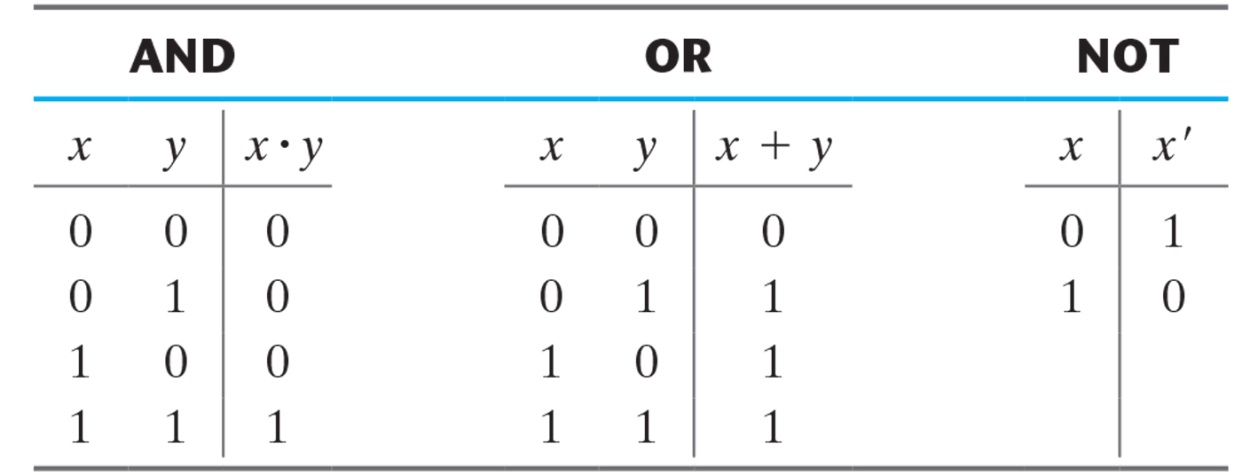 AND OR NOT
x y x · y x y x + y x x′
0 0 0 0 0 0 0 1
0 1 0 0 1 1 1 0
1 0 0 1 0 1
1 1 1 1 1 1